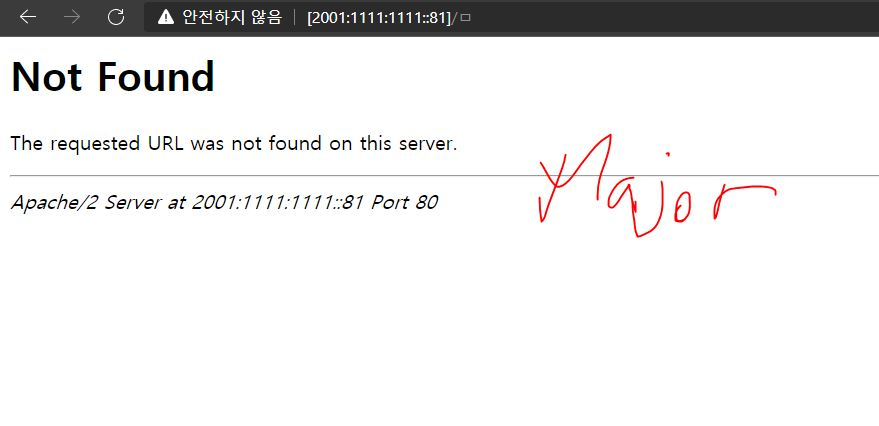 안전하지 않음 | [2001:1111:1111::81]/ㅁ
Not Found
The requested URL was not found on this server.
Major
Apache/2 Server at 2001:1111:1111::81 Port 80